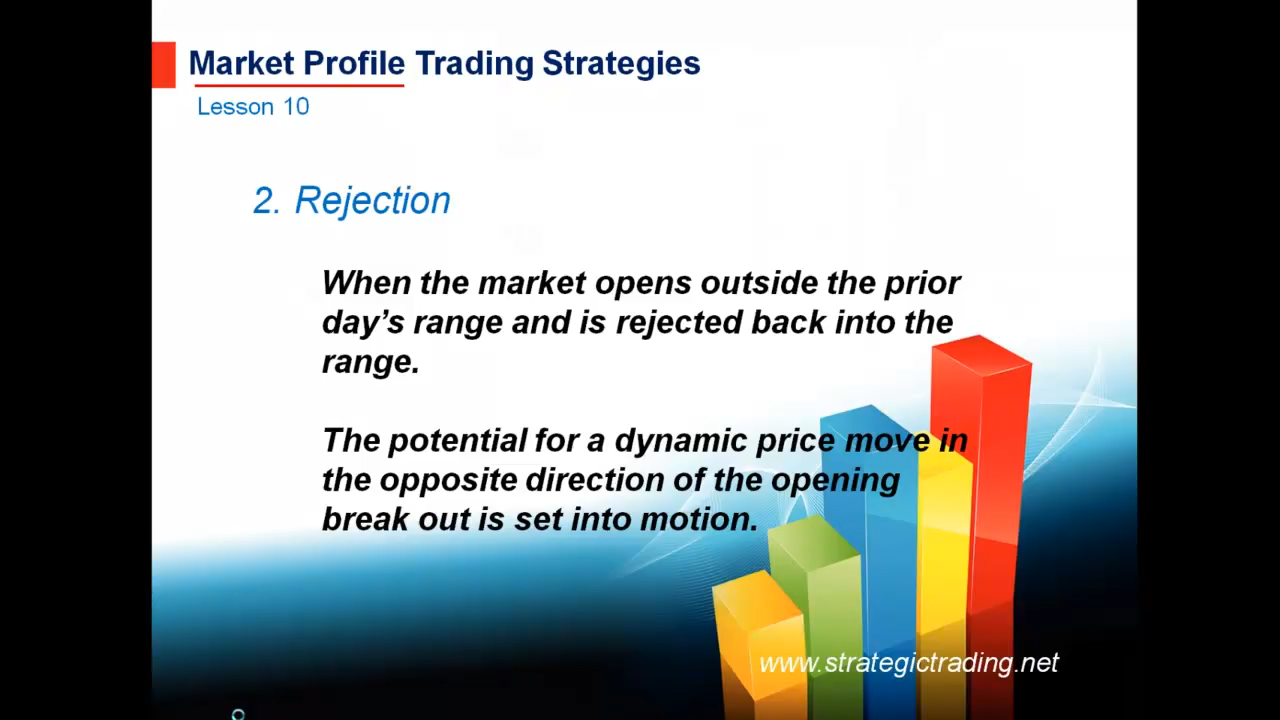 Market Profile Trading Strategies
Lesson 10
2. Rejection
When the market opens outside the prior
day’s range and is rejected back into the
range.
The potential for a dynamic price move in
the opposite direction of the opening
break out is set into motion.
www.strategictrading.net